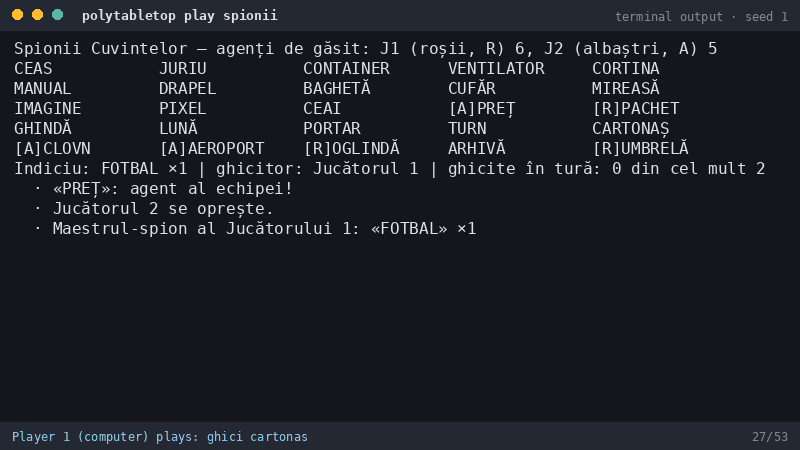 polytabletop play spionii
terminal output · seed 1
Spionii Cuvintelor — agenți de găsit: J1 (roșii, R) 6, J2 (albaștri, A) 5
CEAS JURIU CONTAINER VENTILATOR CORTINA
MANUAL DRAPEL BAGHETĂ CUFĂR MIREASĂ
IMAGINE PIXEL CEAI [A]PREȚ [R]PACHET
GHINDĂ LUNĂ PORTAR TURN CARTONAȘ
[A]CLOVN [A]AEROPORT [R]OGLINDĂ ARHIVĂ [R]UMBRELĂ
Indiciu: FOTBAL ×1 | ghicitor: Jucătorul 1 | ghicite în tură: 0 din cel mult 2
· «PREȚ»: agent al echipei!
· Jucătorul 2 se oprește.
· Maestrul-spion al Jucătorului 1: «FOTBAL» ×1
Player 1 (computer) plays: ghici cartonas
27/53